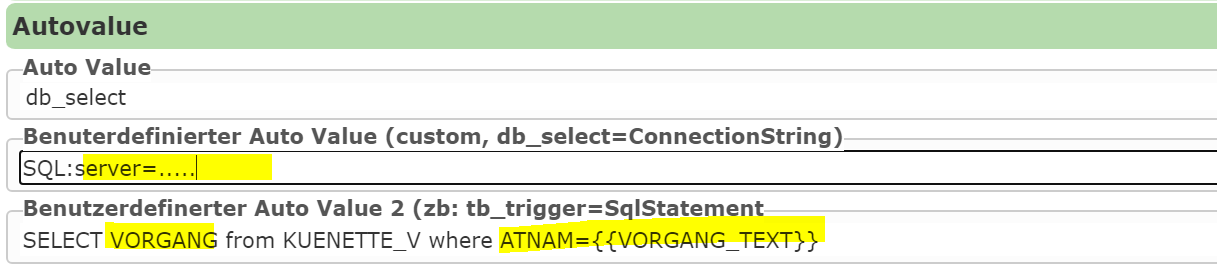 Autovalue
Auto Value
db_select
Benuterdefinierter Auto Value (custom, db_select=ConnectionString)
SQL:server=.....
Benutzerdefinerter Auto Value 2 (zb: tb_trigger=SqlStatement
SELECT VORGANG from KUENETTE_V where ATNAM={{VORGANG_TEXT}}